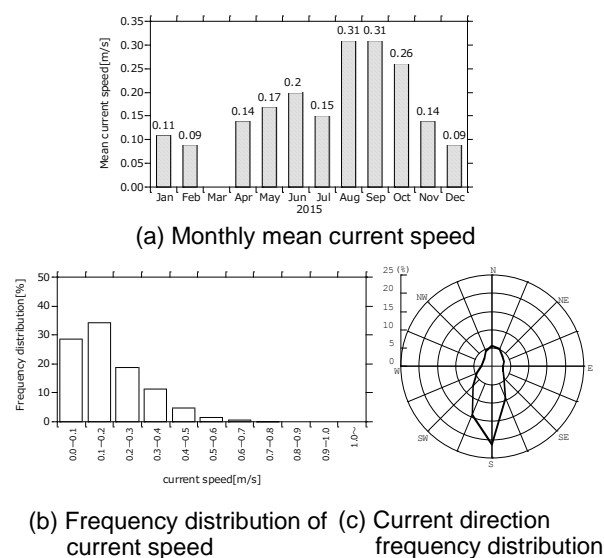 Mean current speed[m/s]
0.35
0.30
0.25
0.20
0.15
0.10
0.05
0.00
0.11
0.09
0.14
0.17
0.2
0.15
0.31
0.31
0.26
0.14
0.09
Jan Feb Mar Apr May Jun Jul Aug Sep Oct Nov Dec
2015
(a) Monthly mean current speed
Frequency distribution[%]
50
40
30
20
10
0
0.0−0.1
0.1−0.2
0.2−0.3
0.3−0.4
0.4−0.5
0.5−0.6
0.6−0.7
0.7−0.8
0.8−0.9
0.9−1.0
1.0~
current speed[m/s]
25 (%)
20
15
10
5
0
N
NE
E
SE
S
SW
W
NW
(b) Frequency distribution of
current speed
(c) Current direction
frequency distribution